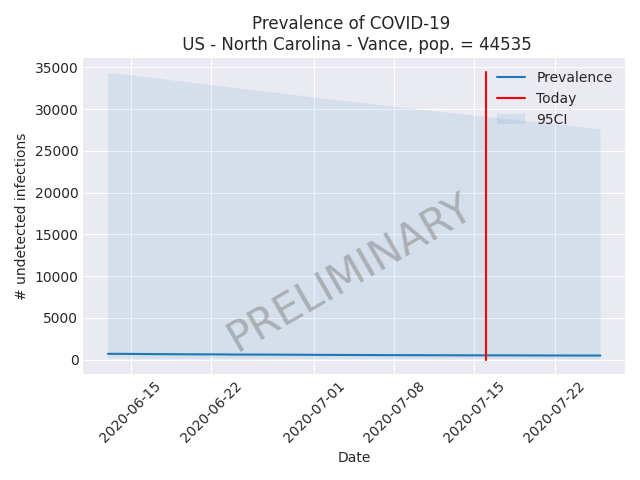 Prevalence of COVID-19
US - North Carolina - Vance, pop. = 44535
35000
30000
25000
20000
15000
10000
5000
0
# undetected infections
Prevalence
Today
95CI
PRELIMINARY
2020-06-15
2020-06-22
2020-07-01
2020-07-08
2020-07-15
2020-07-22
Date